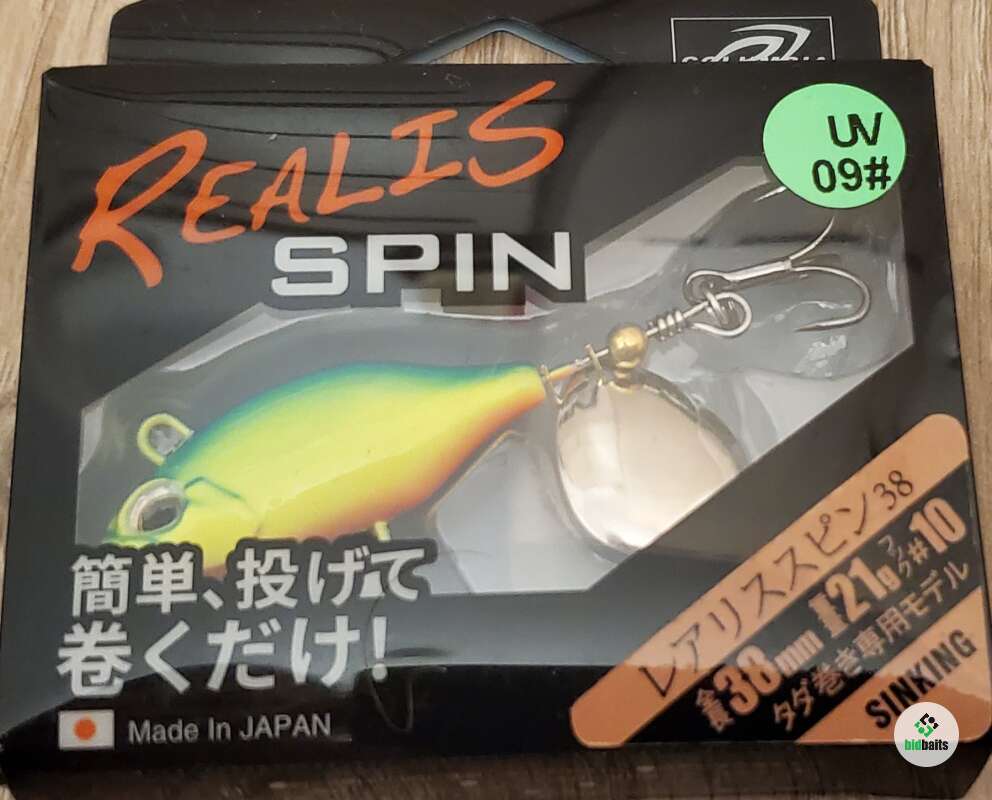 REALIS
SPIN
UV
09#
簡単、投げて
巻くだけ!
Made In JAPAN
レアリススピン38
全長38mm 重量21g フック#10
タダ巻き専用モデル
SINKING
bidbaits